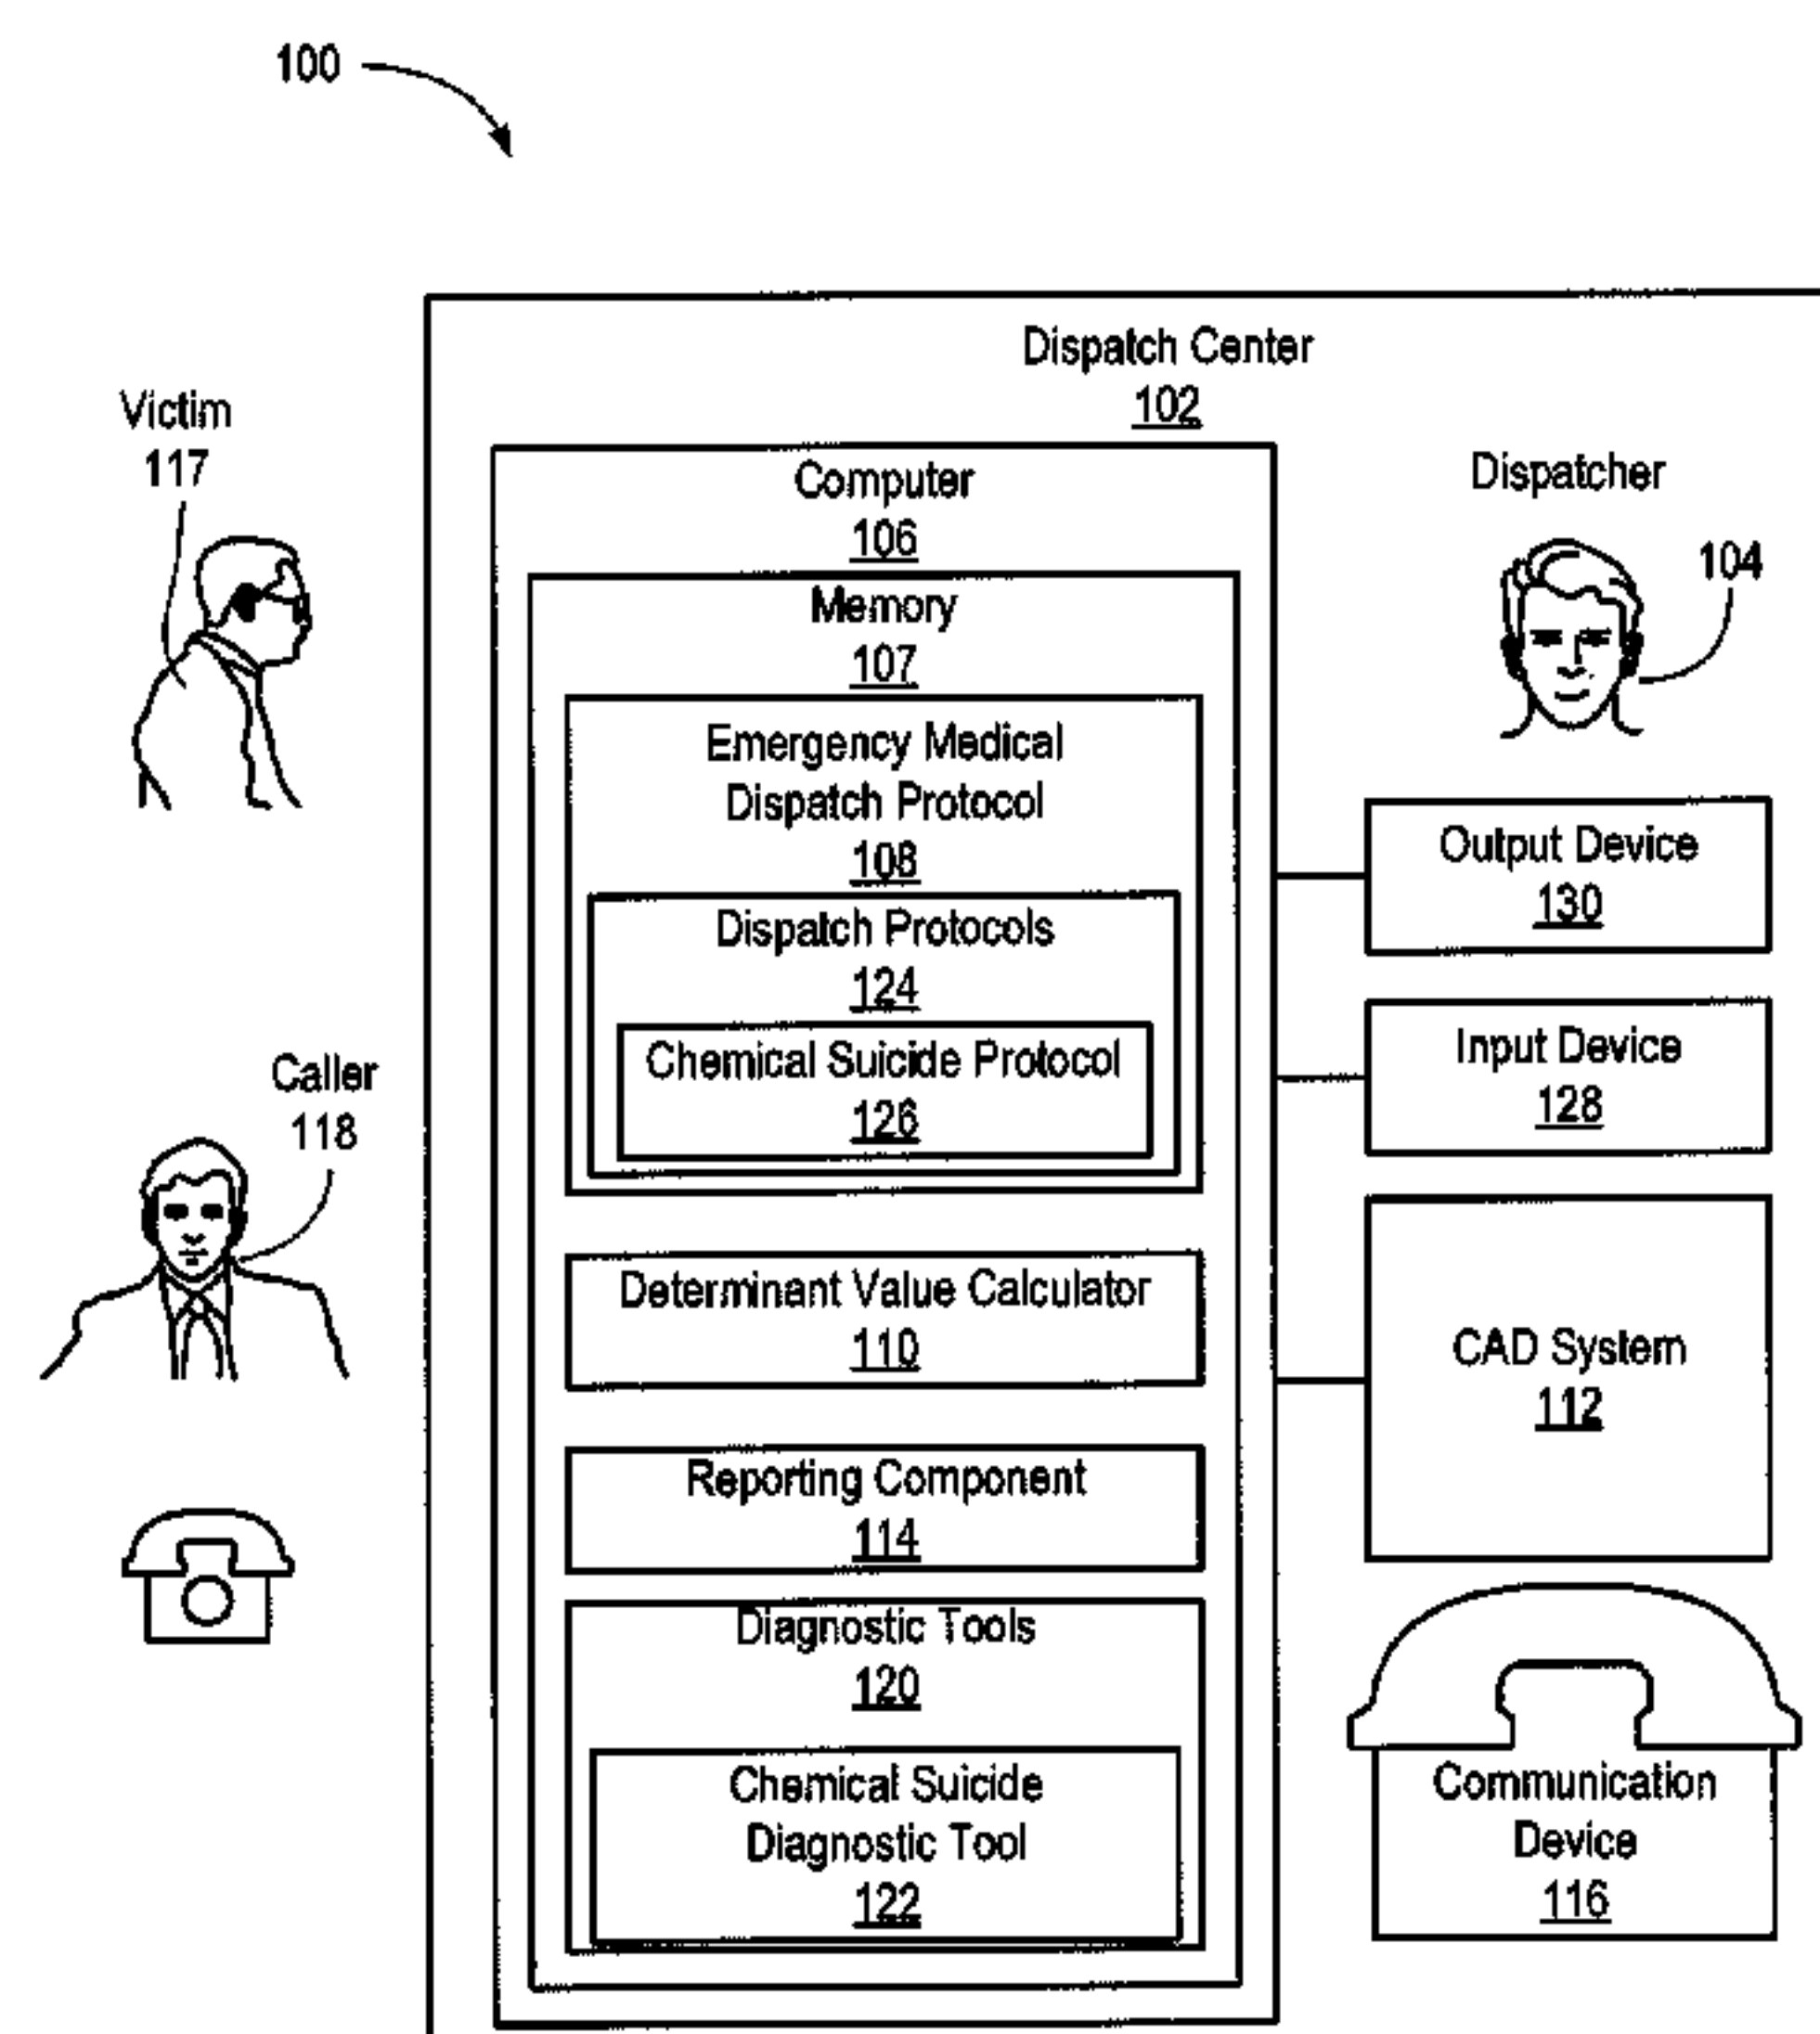 100
Dispatch Center
102
Victim
117
Computer
106
Dispatcher
104
Memory
107
Emergency Medical
Dispatch Protocol
108
Output Device
130
Dispatch Protocols
124
Input Device
128
Chemical Suicide Protocol
126
Caller
118
Determinant Value Calculator
110
CAD System
112
Reporting Component
114
Diagnostic Tools
120
Chemical Suicide
Diagnostic Tool
122
Communication
Device
116